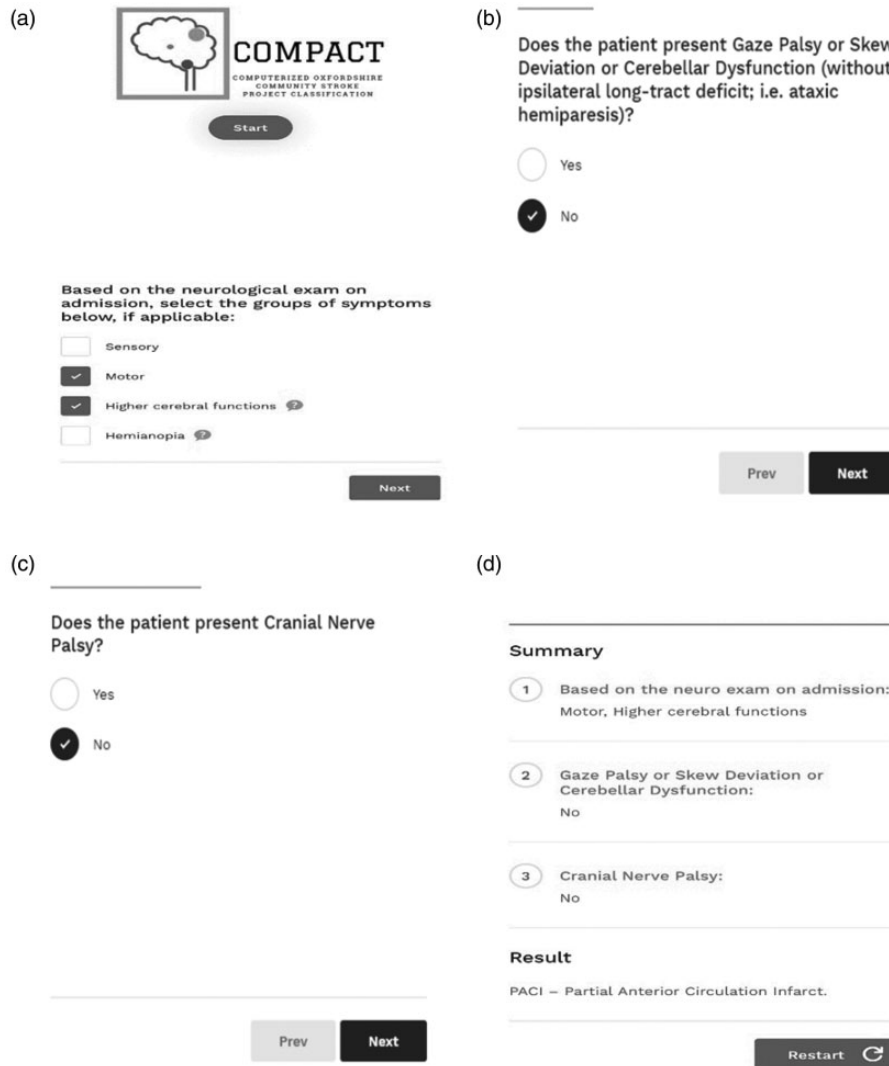 (a)
COMPACT
COMPUTERIZED OXFORDSHIRE
COMMUNITY STROKE
PROJECT CLASSIFICATION
Start
Based on the neurological exam on
admission, select the groups of symptoms
below, if applicable:
Sensory
Motor
Higher cerebral functions ?
Hemianopia ?
Next
(b)
Does the patient present Gaze Palsy or Skew
Deviation or Cerebellar Dysfunction (without
ipsilateral long-tract deficit; i.e. ataxic
hemiparesis)?
Yes
No
Prev Next
(c)
Does the patient present Cranial Nerve
Palsy?
Yes
No
Prev Next
(d)
Summary
1 Based on the neuro exam on admission:
Motor, Higher cerebral functions
2 Gaze Palsy or Skew Deviation or
Cerebellar Dysfunction:
No
3 Cranial Nerve Palsy:
No
Result
PACI – Partial Anterior Circulation Infarct.
Restart